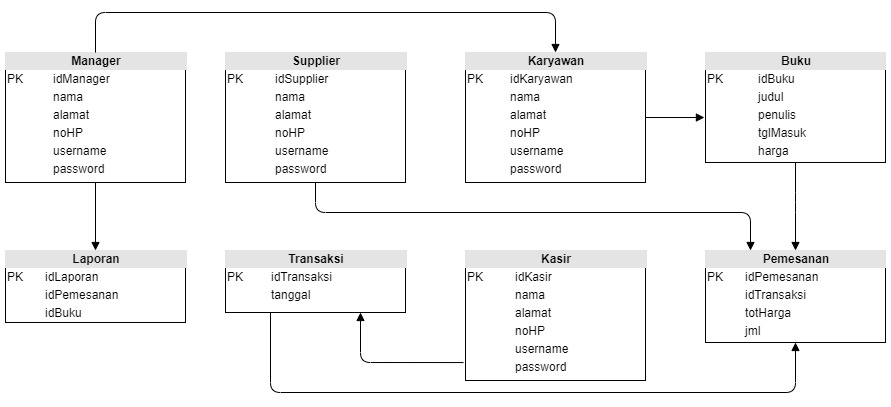 Manager
PK idManager
nama
alamat
noHP
username
password
Supplier
PK idSupplier
nama
alamat
noHP
username
password
Karyawan
PK idKaryawan
nama
alamat
noHP
username
password
Buku
PK idBuku
judul
penulis
tglMasuk
harga
Laporan
PK idLaporan
idPemesanan
idBuku
Transaksi
PK idTransaksi
tanggal
Kasir
PK idKasir
nama
alamat
noHP
username
password
Pemesanan
PK idPemesanan
idTransaksi
totHarga
jml